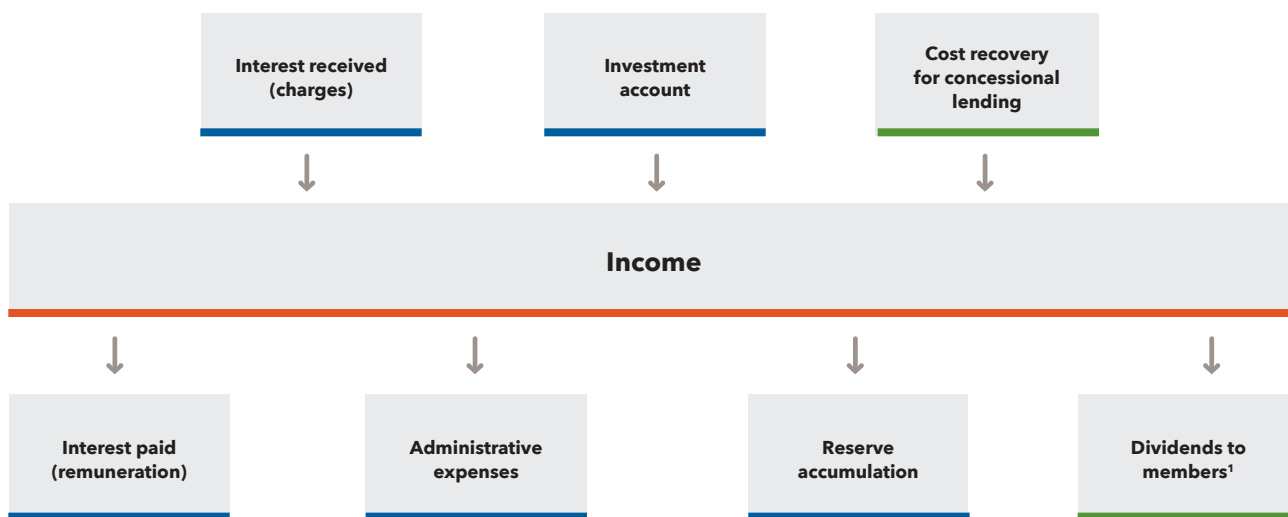 Interest received
(charges)
Investment
account
Cost recovery
for concessional
lending
Income
Interest paid
(remuneration)
Administrative
expenses
Reserve
accumulation
Dividends to
members¹